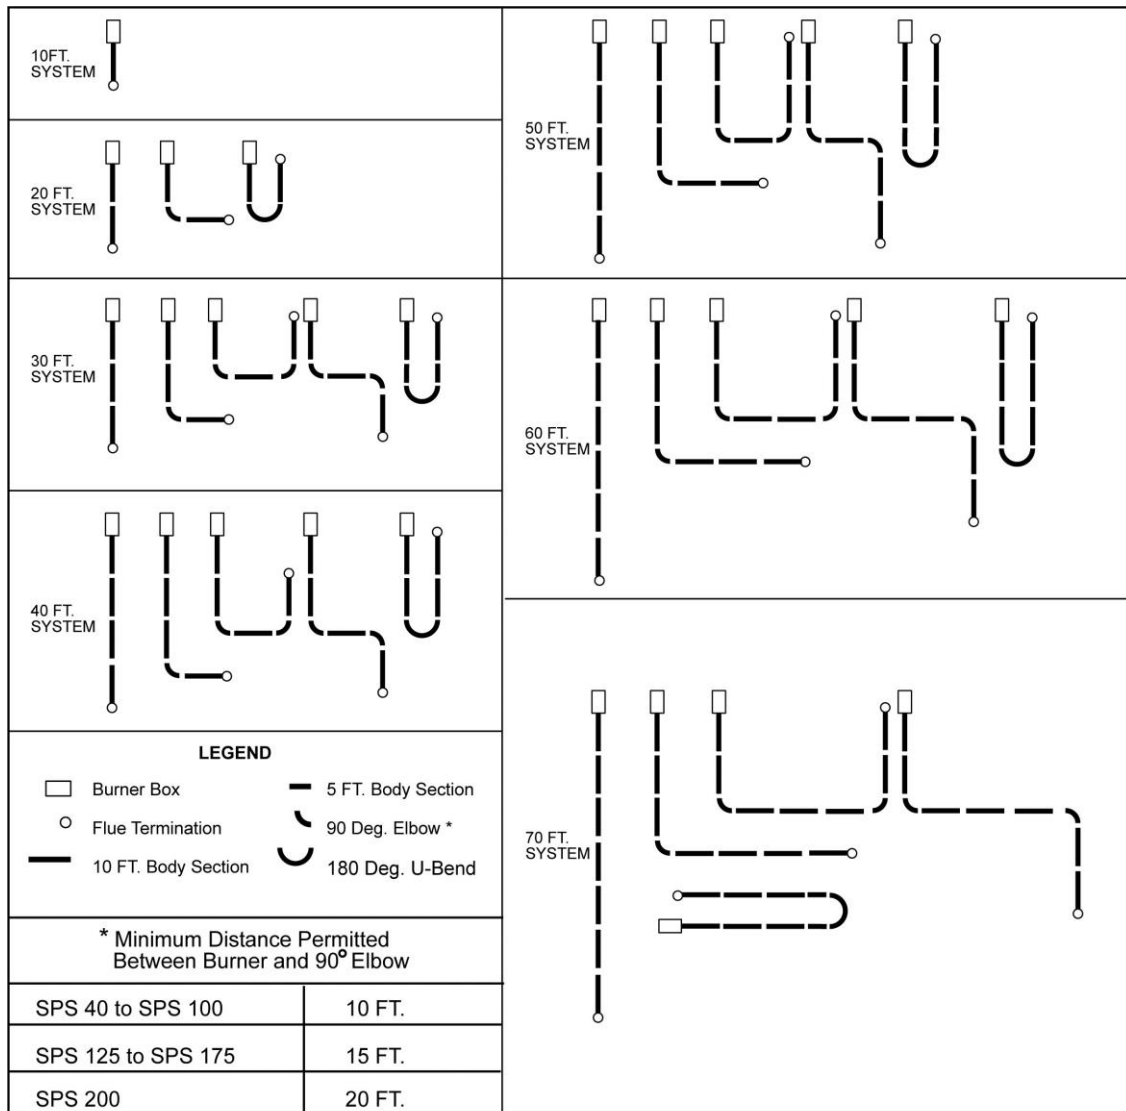 10FT.
SYSTEM
20 FT.
SYSTEM
30 FT.
SYSTEM
40 FT.
SYSTEM
LEGEND
Burner Box
5 FT. Body Section
Flue Termination
90 Deg. Elbow *
10 FT. Body Section
180 Deg. U-Bend
* Minimum Distance Permitted
Between Burner and 90° Elbow
SPS 40 to SPS 100 10 FT.
SPS 125 to SPS 175 15 FT.
SPS 200 20 FT.
50 FT.
SYSTEM
60 FT.
SYSTEM
70 FT.
SYSTEM